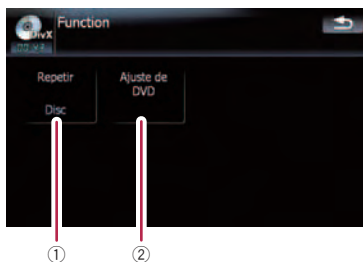 Function
DivX
Repetir
Disc
Ajuste de
DVD
①
②